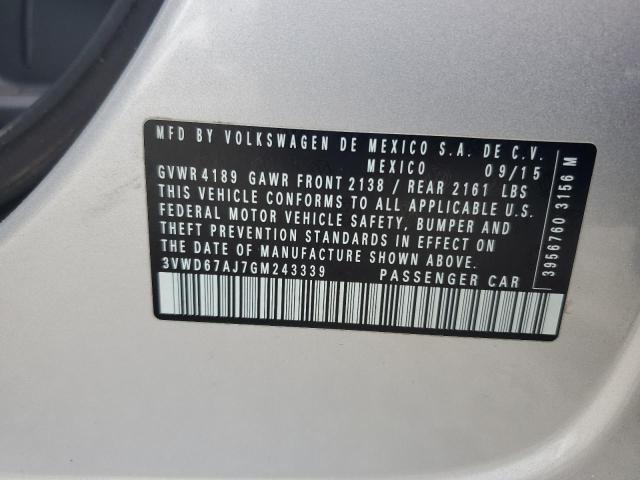 MFD BY VOLKSWAGEN DE MEXICO S.A. DE C.V.
MEXICO 09/15
GVWR 4189 GAWR FRONT 2138 / REAR 2161 LBS
THIS VEHICLE CONFORMS TO ALL APPLICABLE U.S.
FEDERAL MOTOR VEHICLE SAFETY, BUMPER AND
THEFT PREVENTION STANDARDS IN EFFECT ON
THE DATE OF MANUFACTURE SHOWN ABOVE.
3VWD67AJ7GM243339 PASSENGER CAR
3956760 3156 M